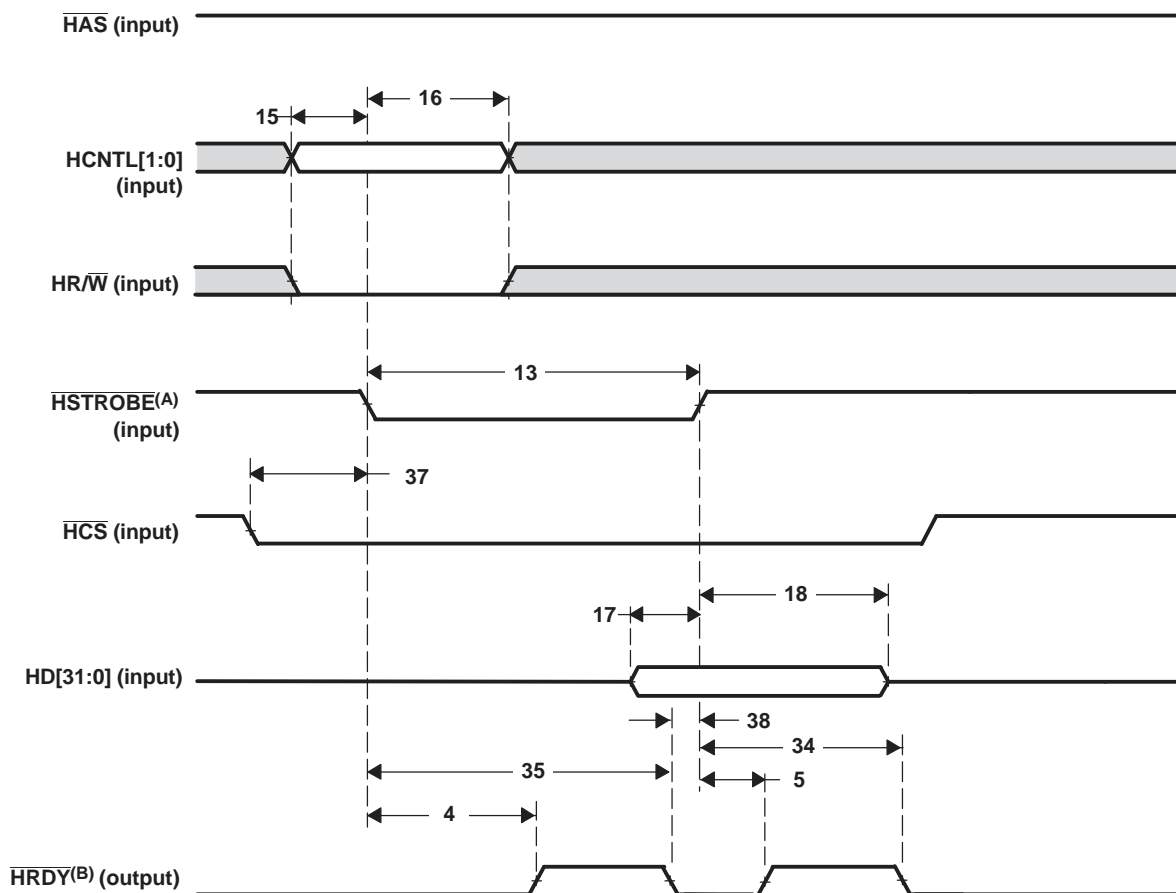 HAS (input)
16
15
HCNTL[1:0]
(input)
HR/W (input)
13
HSTROBE(A)
(input)
37
HCS (input)
18
17
HD[31:0] (input)
38
34
35
5
4
HRDY(B) (output)